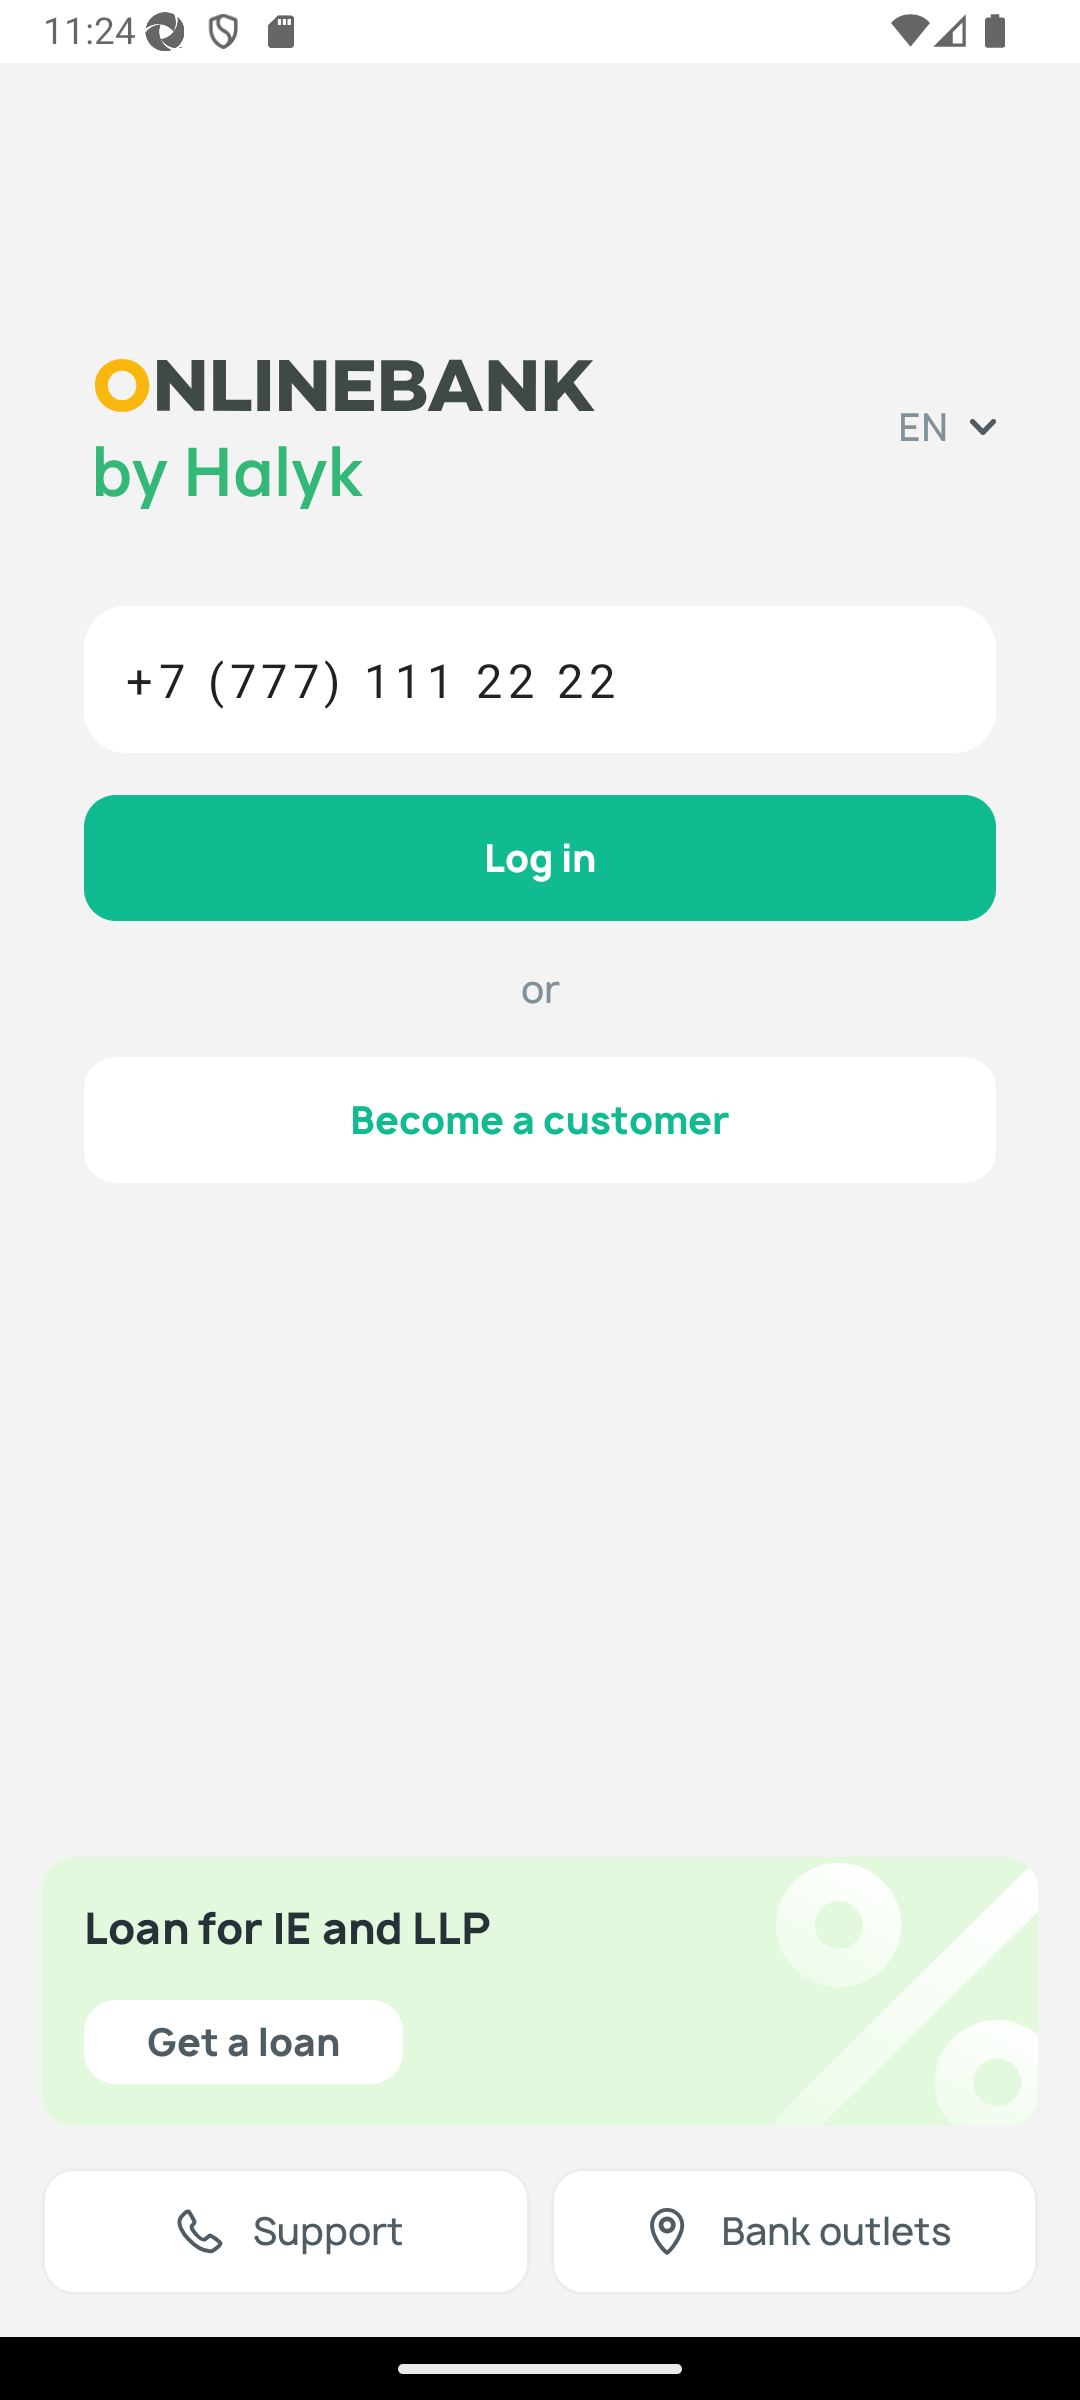 11:24
ONLINEBANK
by Halyk
EN
+7 (777) 111 22 22
Log in
or
Become a customer
Loan for IE and LLP
Get a loan
Support
Bank outlets